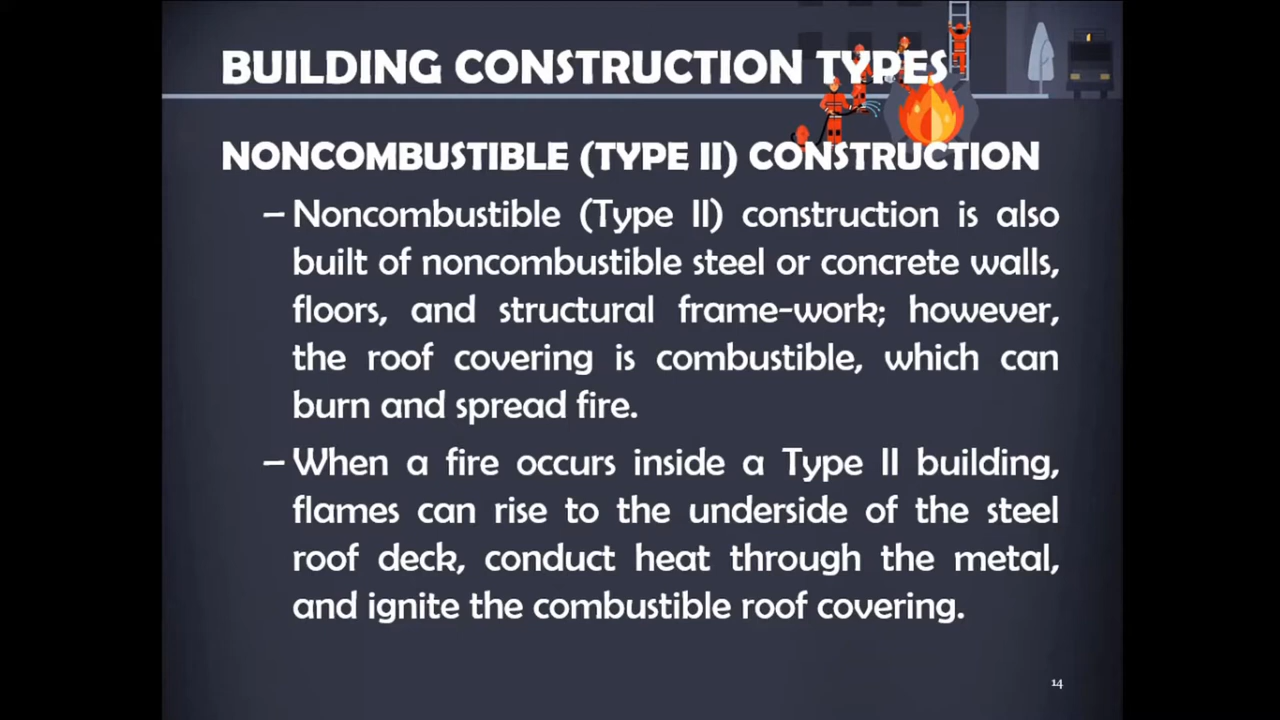 BUILDING CONSTRUCTION TYPES
NONCOMBUSTIBLE (TYPE II) CONSTRUCTION
– Noncombustible (Type II) construction is also
built of noncombustible steel or concrete walls,
floors, and structural frame-work; however,
the roof covering is combustible, which can
burn and spread fire.
– When a fire occurs inside a Type II building,
flames can rise to the underside of the steel
roof deck, conduct heat through the metal,
and ignite the combustible roof covering.
14